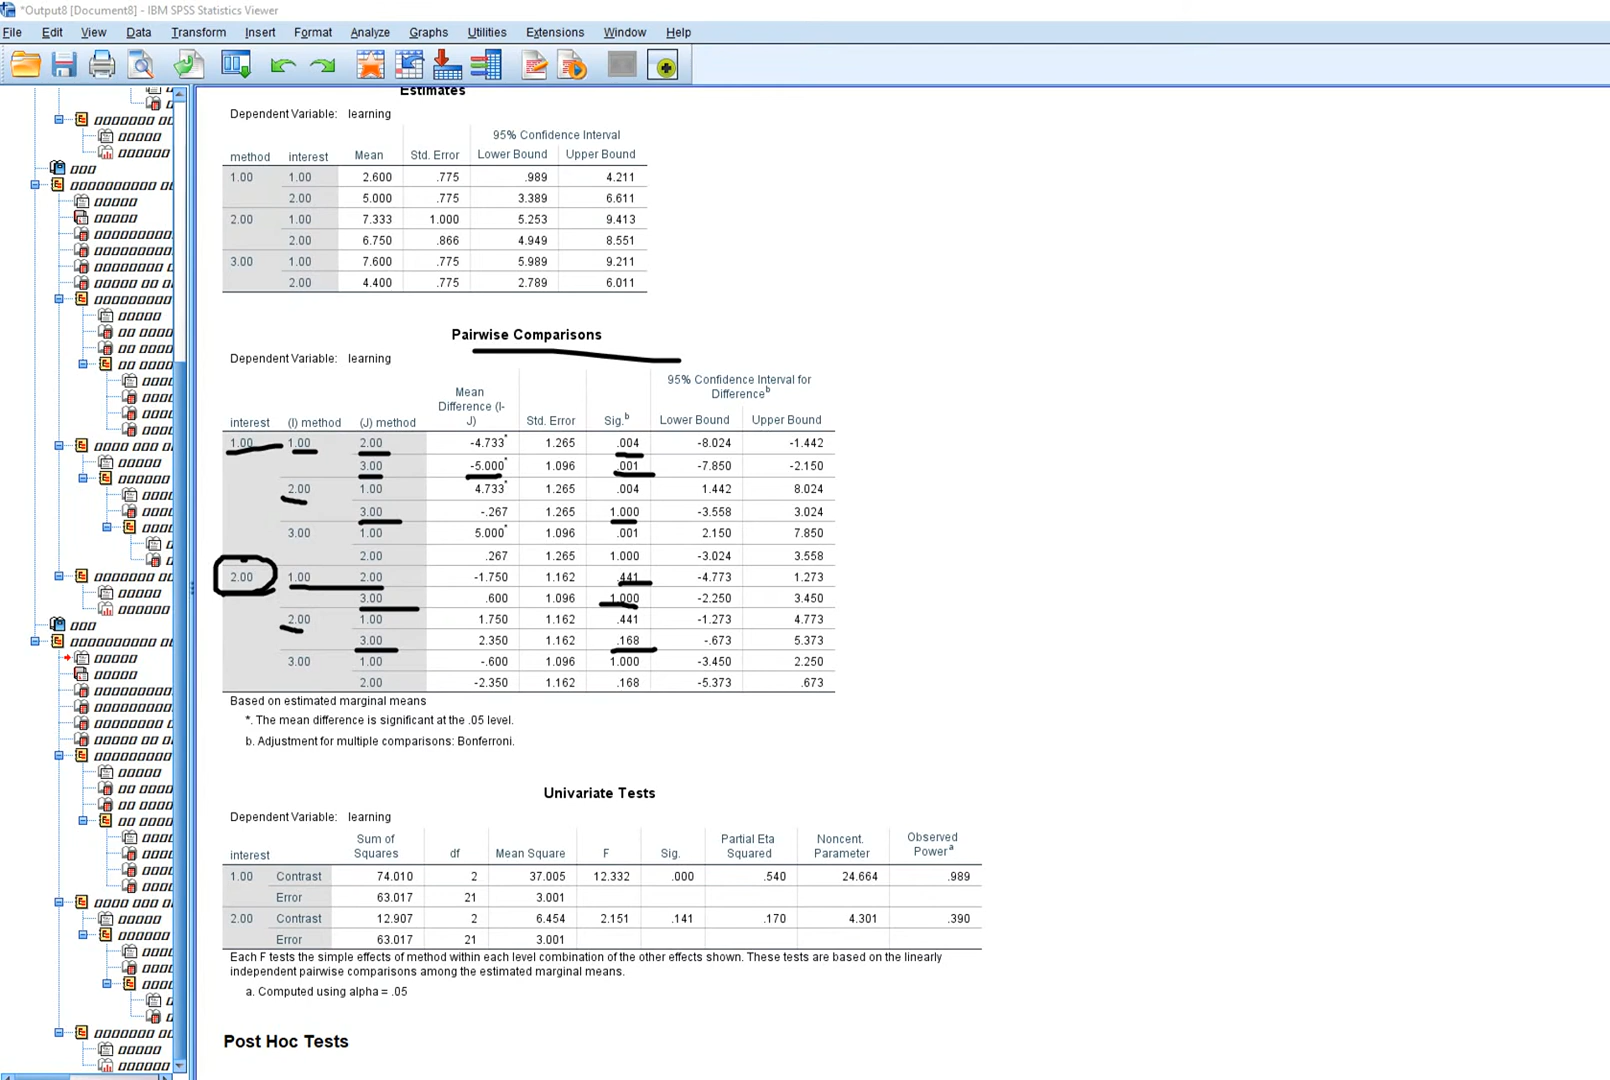 *Output8 [Document8] - IBM SPSS Statistics Viewer
File Edit View Data Transform Insert Format Analyze Graphs Utilities Extensions Window Help
Estimates
Dependent Variable: learning
95% Confidence Interval
method interest Mean Std. Error Lower Bound Upper Bound
1.00 1.00 2.600 .775 .989 4.211
2.00 5.000 .775 3.389 6.611
2.00 1.00 7.333 1.000 5.253 9.413
2.00 6.750 .866 4.949 8.551
3.00 1.00 7.600 .775 5.989 9.211
2.00 4.400 .775 2.789 6.011
Pairwise Comparisons
Dependent Variable: learning
95% Confidence Interval for
Mean Differenceb
Difference (I-
interest (I) method (J) method J) Std. Error Sig.b Lower Bound Upper Bound
1.00 1.00 2.00 -4.733* 1.265 .004 -8.024 -1.442
3.00 -5.000* 1.096 .001 -7.850 -2.150
2.00 1.00 4.733* 1.265 .004 1.442 8.024
3.00 -.267 1.265 1.000 -3.558 3.024
3.00 1.00 5.000* 1.096 .001 2.150 7.850
2.00 .267 1.265 1.000 -3.024 3.558
2.00 1.00 2.00 -1.750 1.162 .441 -4.773 1.273
3.00 .600 1.096 1.000 -2.250 3.450
2.00 1.00 1.750 1.162 .441 -1.273 4.773
3.00 2.350 1.162 .168 -.673 5.373
3.00 1.00 -.600 1.096 1.000 -3.450 2.250
2.00 -2.350 1.162 .168 -5.373 .673
Based on estimated marginal means
*. The mean difference is significant at the .05 level.
b. Adjustment for multiple comparisons: Bonferroni.
Univariate Tests
Dependent Variable: learning
Sum of Partial Eta Noncent. Observed
interest Squares df Mean Square F Sig. Squared Parameter Powera
1.00 Contrast 74.010 2 37.005 12.332 .000 .540 24.664 .989
Error 63.017 21 3.001
2.00 Contrast 12.907 2 6.454 2.151 .141 .170 4.301 .390
Error 63.017 21 3.001
Each F tests the simple effects of method within each level combination of the other effects shown. These tests are based on the linearly
independent pairwise comparisons among the estimated marginal means.
a. Computed using alpha = .05
Post Hoc Tests